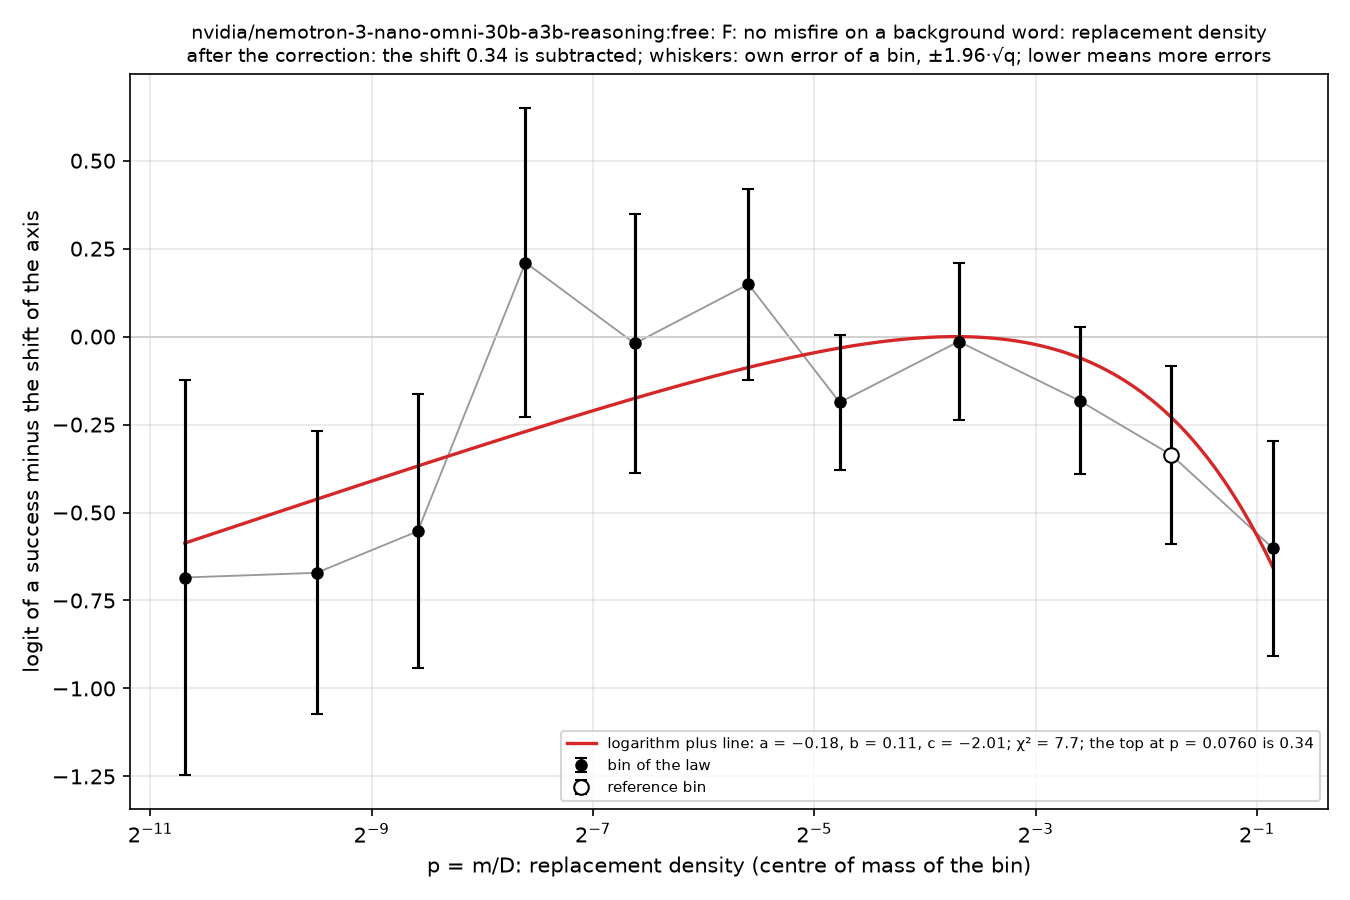 nvidia/nemotron-3-nano-omni-30b-a3b-reasoning:free: F: no misfire on a background word: replacement density
after the correction: the shift 0.34 is subtracted; whiskers: own error of a bin, ±1.96·√q; lower means more errors
logit of a success minus the shift of the axis
0.50
0.25
0.00
−0.25
−0.50
−0.75
−1.00
−1.25
logarithm plus line: a = −0.18, b = 0.11, c = −2.01; χ² = 7.7; the top at p = 0.0760 is 0.34
bin of the law
reference bin
2⁻¹¹ 2⁻⁹ 2⁻⁷ 2⁻⁵ 2⁻³ 2⁻¹
p = m/D: replacement density (centre of mass of the bin)